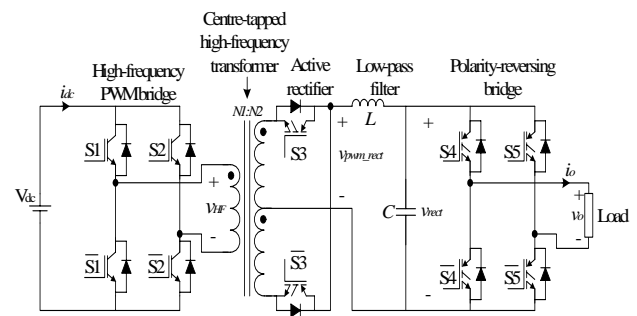 Centre-tapped
high-frequency
transformer
High-frequency
PWM bridge
Active
rectifier
Low-pass
filter
Polarity-reversing
bridge
idc
N1:N2
S1
S2
S3
+
L
+
S4
S5
io
vpwm_rect
Vdc
+
vHF
-
-
C
vrect
+
vo
-
Load
S1
S2
S3
-
S4
S5